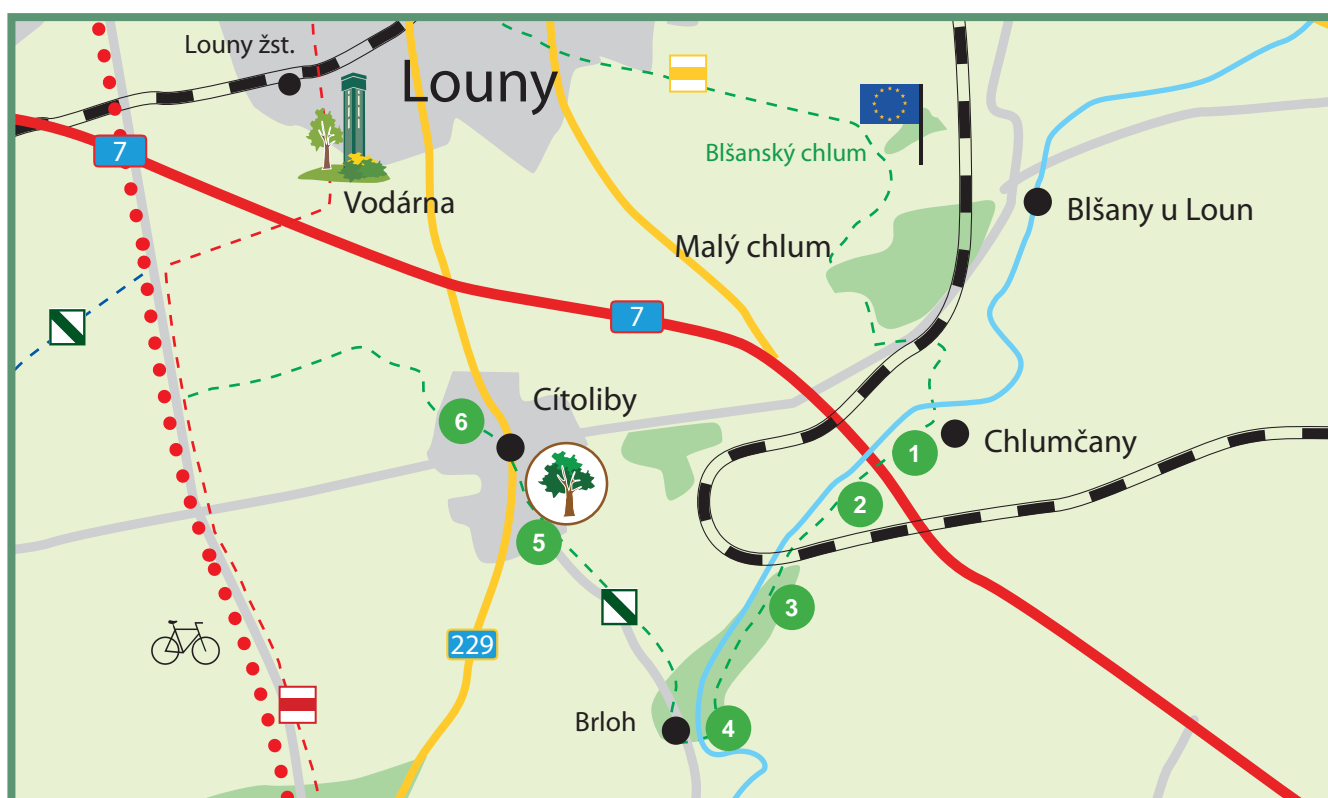 Louny žst.
Louny
7
Blšanský chlum
Vodárna
Blšany u Loun
Malý chlum
7
Cítoliby
6
Chlumčany
1
2
5
3
229
Brloh
4